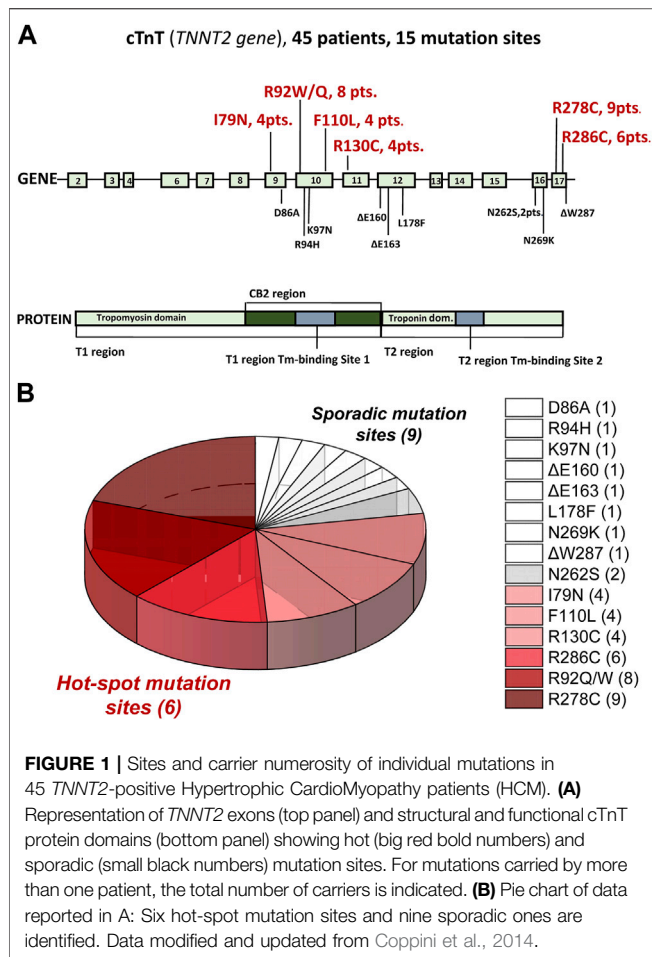 A
cTnT (TNNT2 gene), 45 patients, 15 mutation sites
R92W/Q, 8 pts.
I79N, 4pts.
F110L, 4 pts.
R130C, 4pts.
R278C, 9pts.
R286C, 6pts.
GENE
2 3 4 6 7 8 9 10 11 12 13 14 15 16 17
D86A
R94H
K97N
ΔE160
ΔE163
L178F
N262S,2pts.
N269K
ΔW287
CB2 region
PROTEIN
Tropomyosin domain
Troponin dom.
T1 region
T1 region Tm-binding Site 1
T2 region
T2 region Tm-binding Site 2
B
Sporadic mutation
sites (9)
Hot-spot mutation
sites (6)
D86A (1)
R94H (1)
K97N (1)
ΔE160 (1)
ΔE163 (1)
L178F (1)
N269K (1)
ΔW287 (1)
N262S (2)
I79N (4)
F110L (4)
R130C (4)
R286C (6)
R92Q/W (8)
R278C (9)
FIGURE 1 | Sites and carrier numerosity of individual mutations in
45 TNNT2-positive Hypertrophic CardioMyopathy patients (HCM). (A)
Representation of TNNT2 exons (top panel) and structural and functional cTnT
protein domains (bottom panel) showing hot (big red bold numbers) and
sporadic (small black numbers) mutation sites. For mutations carried by more
than one patient, the total number of carriers is indicated. (B) Pie chart of data
reported in A: Six hot-spot mutation sites and nine sporadic ones are
identified. Data modified and updated from Coppini et al., 2014.